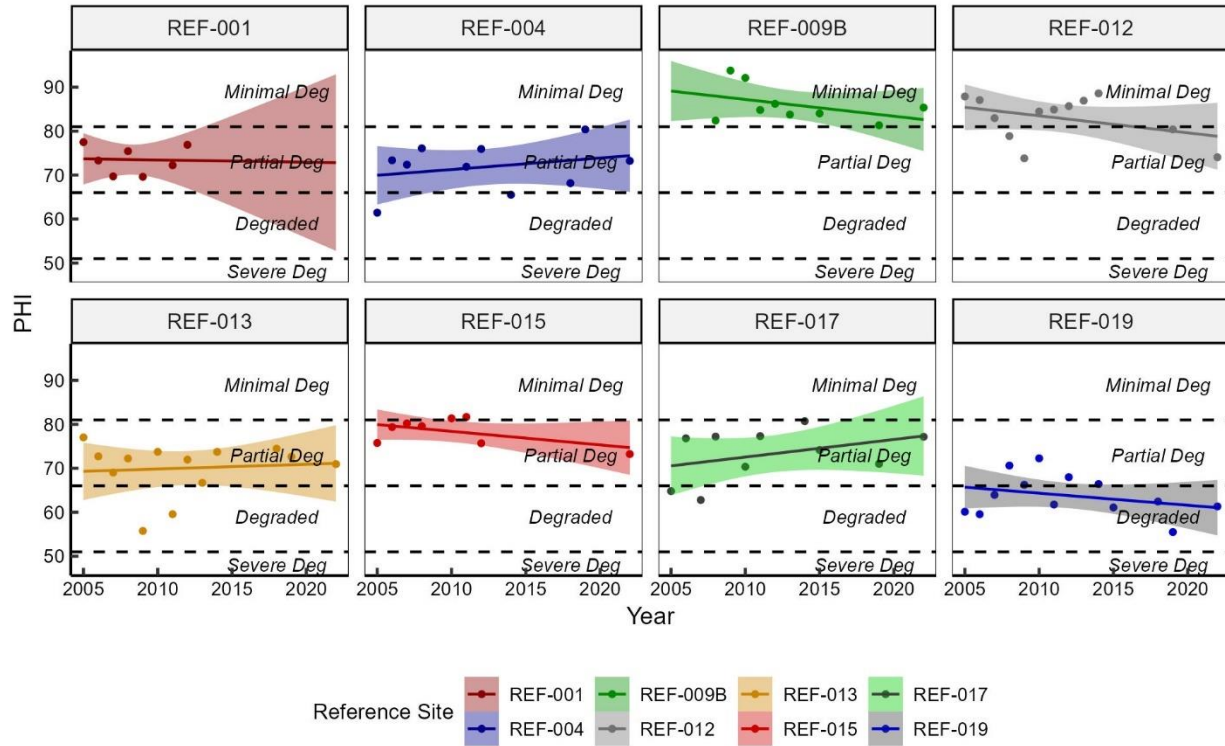 REF-001 REF-004 REF-009B REF-012
90 Minimal Deg Minimal Deg Minimal Deg Minimal Deg
80
70 Partial Deg Partial Deg Partial Deg Partial Deg
60 Degraded Degraded Degraded Degraded
50 Severe Deg Severe Deg Severe Deg Severe Deg
PHI
REF-013 REF-015 REF-017 REF-019
90 Minimal Deg Minimal Deg Minimal Deg Minimal Deg
80
70 Partial Deg Partial Deg Partial Deg Partial Deg
60 Degraded Degraded Degraded Degraded
50 Severe Deg Severe Deg Severe Deg Severe Deg
2005 2010 2015 2020 2005 2010 2015 2020 2005 2010 2015 2020 2005 2010 2015 2020
Year
Reference Site
REF-001 REF-009B REF-013 REF-017
REF-004 REF-012 REF-015 REF-019